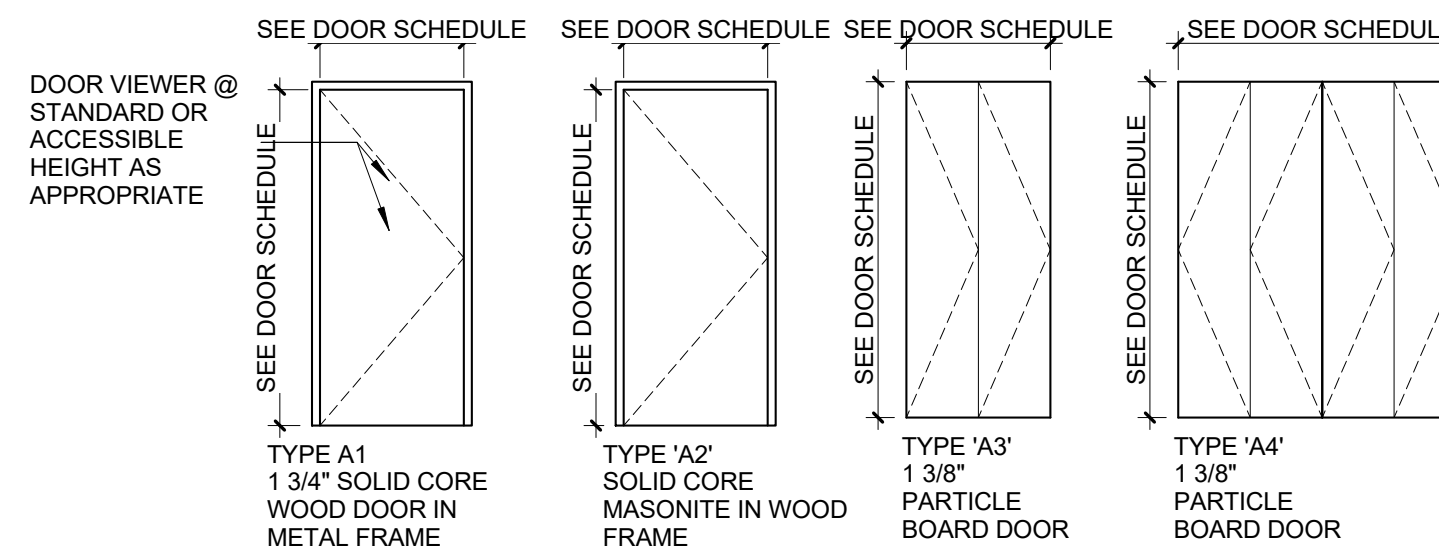 SEE DOOR SCHEDULE
SEE DOOR SCHEDULE
SEE DOOR SCHEDULE
SEE DOOR SCHEDUL
DOOR VIEWER @
STANDARD OR
ACCESSIBLE
HEIGHT AS
APPROPRIATE
SEE DOOR SCHEDULE
SEE DOOR SCHEDULE
SEE DOOR SCHEDULE
SEE DOOR SCHEDULE
TYPE A1
1 3/4" SOLID CORE
WOOD DOOR IN
METAL FRAME
TYPE 'A2'
SOLID CORE
MASONITE IN WOOD
FRAME
TYPE 'A3'
1 3/8"
PARTICLE
BOARD DOOR
TYPE 'A4'
1 3/8"
PARTICLE
BOARD DOOR